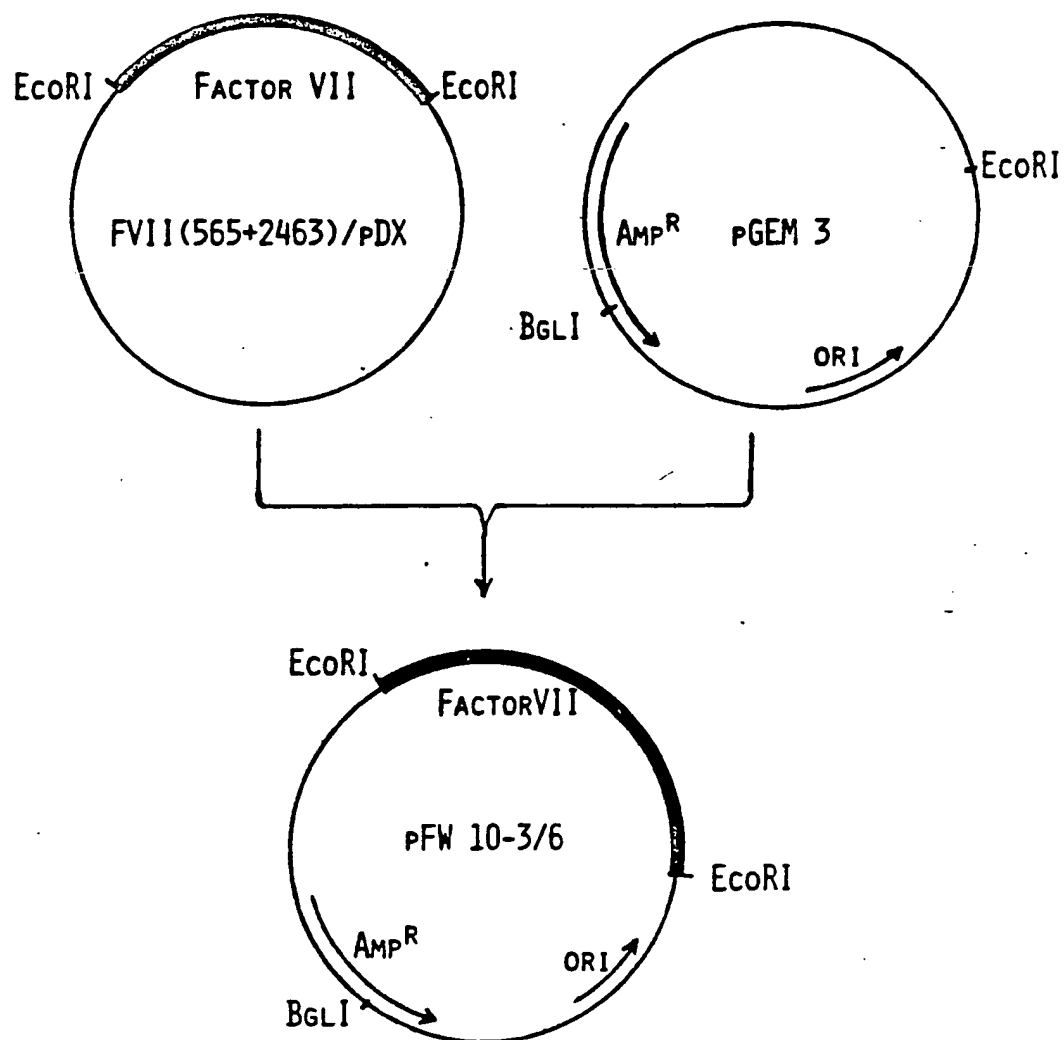 EcoRI
FACTOR VII
EcoRI
FVII(565+2463)/pDX
EcoRI
AMPᴿ
pGEM 3
BGLI
ORI
EcoRI
FACTORVII
pFW 10-3/6
EcoRI
AMPᴿ
ORI
BGLI